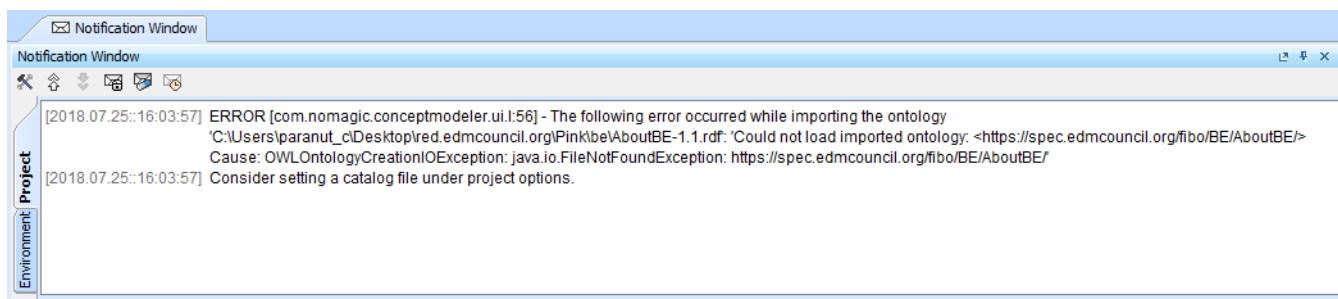 Notification Window
Notification Window
[2018.07.25::16:03:57] ERROR [com.nomagic.conceptmodeler.ui.I:56] - The following error occurred while importing the ontology
'C:\Users\paranut_c\Desktop\red.edmcouncil.org\Pink\be\AboutBE-1.1.rdf': 'Could not load imported ontology: <https://spec.edmcouncil.org/fibo/BE/AboutBE/>
Cause: OWLOntologyCreationIOException: java.io.FileNotFoundException: https://spec.edmcouncil.org/fibo/BE/AboutBE/'
[2018.07.25::16:03:57] Consider setting a catalog file under project options.
Project
Environment